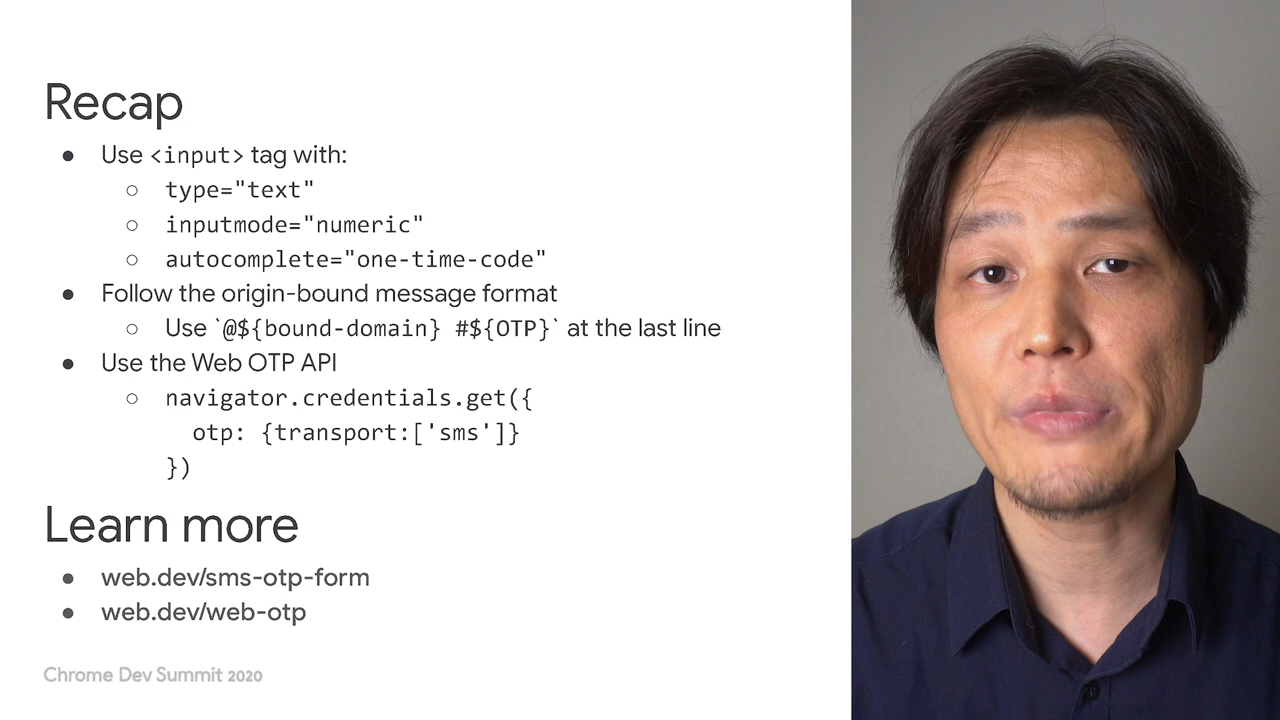 Recap
● Use <input> tag with:
○ type="text"
○ inputmode="numeric"
○ autocomplete="one-time-code"
● Follow the origin-bound message format
○ Use `@${bound-domain} #${OTP}` at the last line
● Use the Web OTP API
○ navigator.credentials.get({
otp: {transport:['sms']}
})
Learn more
● web.dev/sms-otp-form
● web.dev/web-otp
Chrome Dev Summit 2020